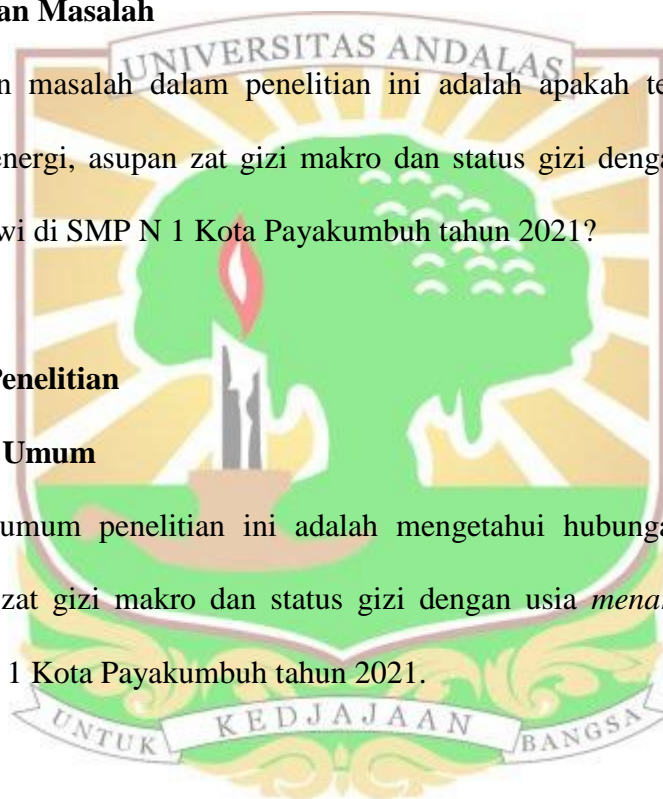 an Masalah
UNIVERSITAS ANDALAS
n masalah dalam penelitian ini adalah apakah te
energi, asupan zat gizi makro dan status gizi denga
wi di SMP N 1 Kota Payakumbuh tahun 2021?
Penelitian
Umum
umum penelitian ini adalah mengetahui hubunga
zat gizi makro dan status gizi dengan usia menar
1 Kota Payakumbuh tahun 2021.
UNTUK KEDJAJAAN BANGSA